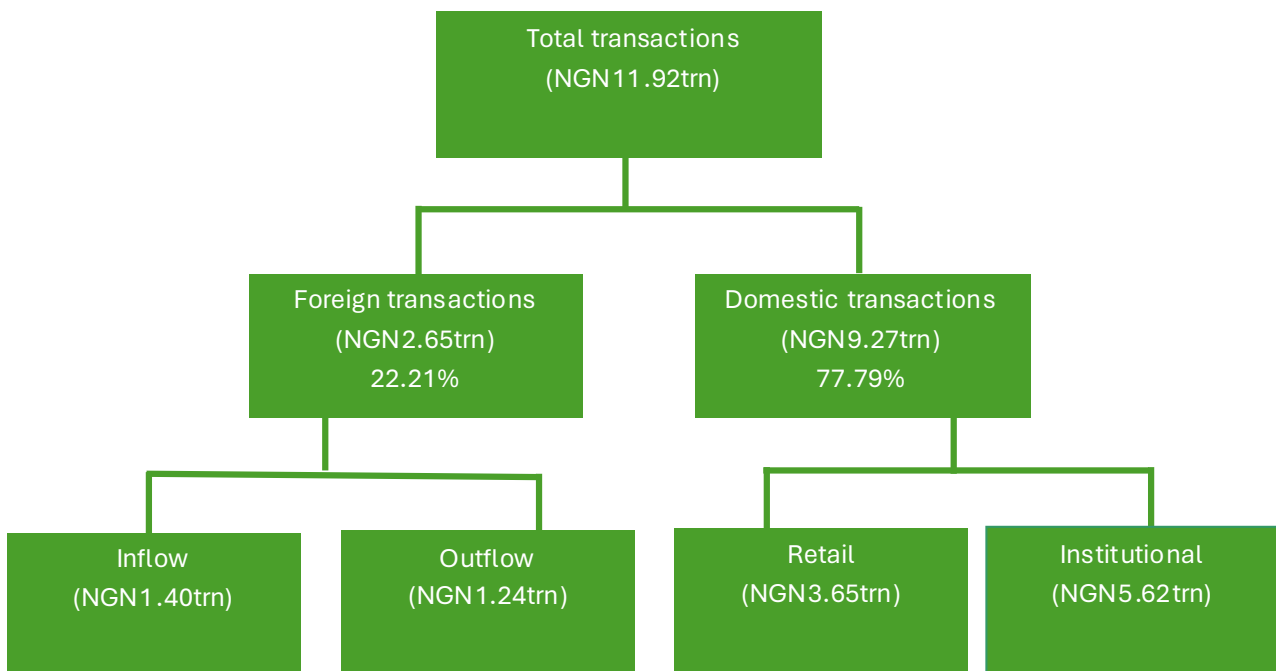 Total transactions
(NGN11.92trn)
Foreign transactions
(NGN2.65trn)
22.21%
Domestic transactions
(NGN9.27trn)
77.79%
Inflow
(NGN1.40trn)
Outflow
(NGN1.24trn)
Retail
(NGN3.65trn)
Institutional
(NGN5.62trn)